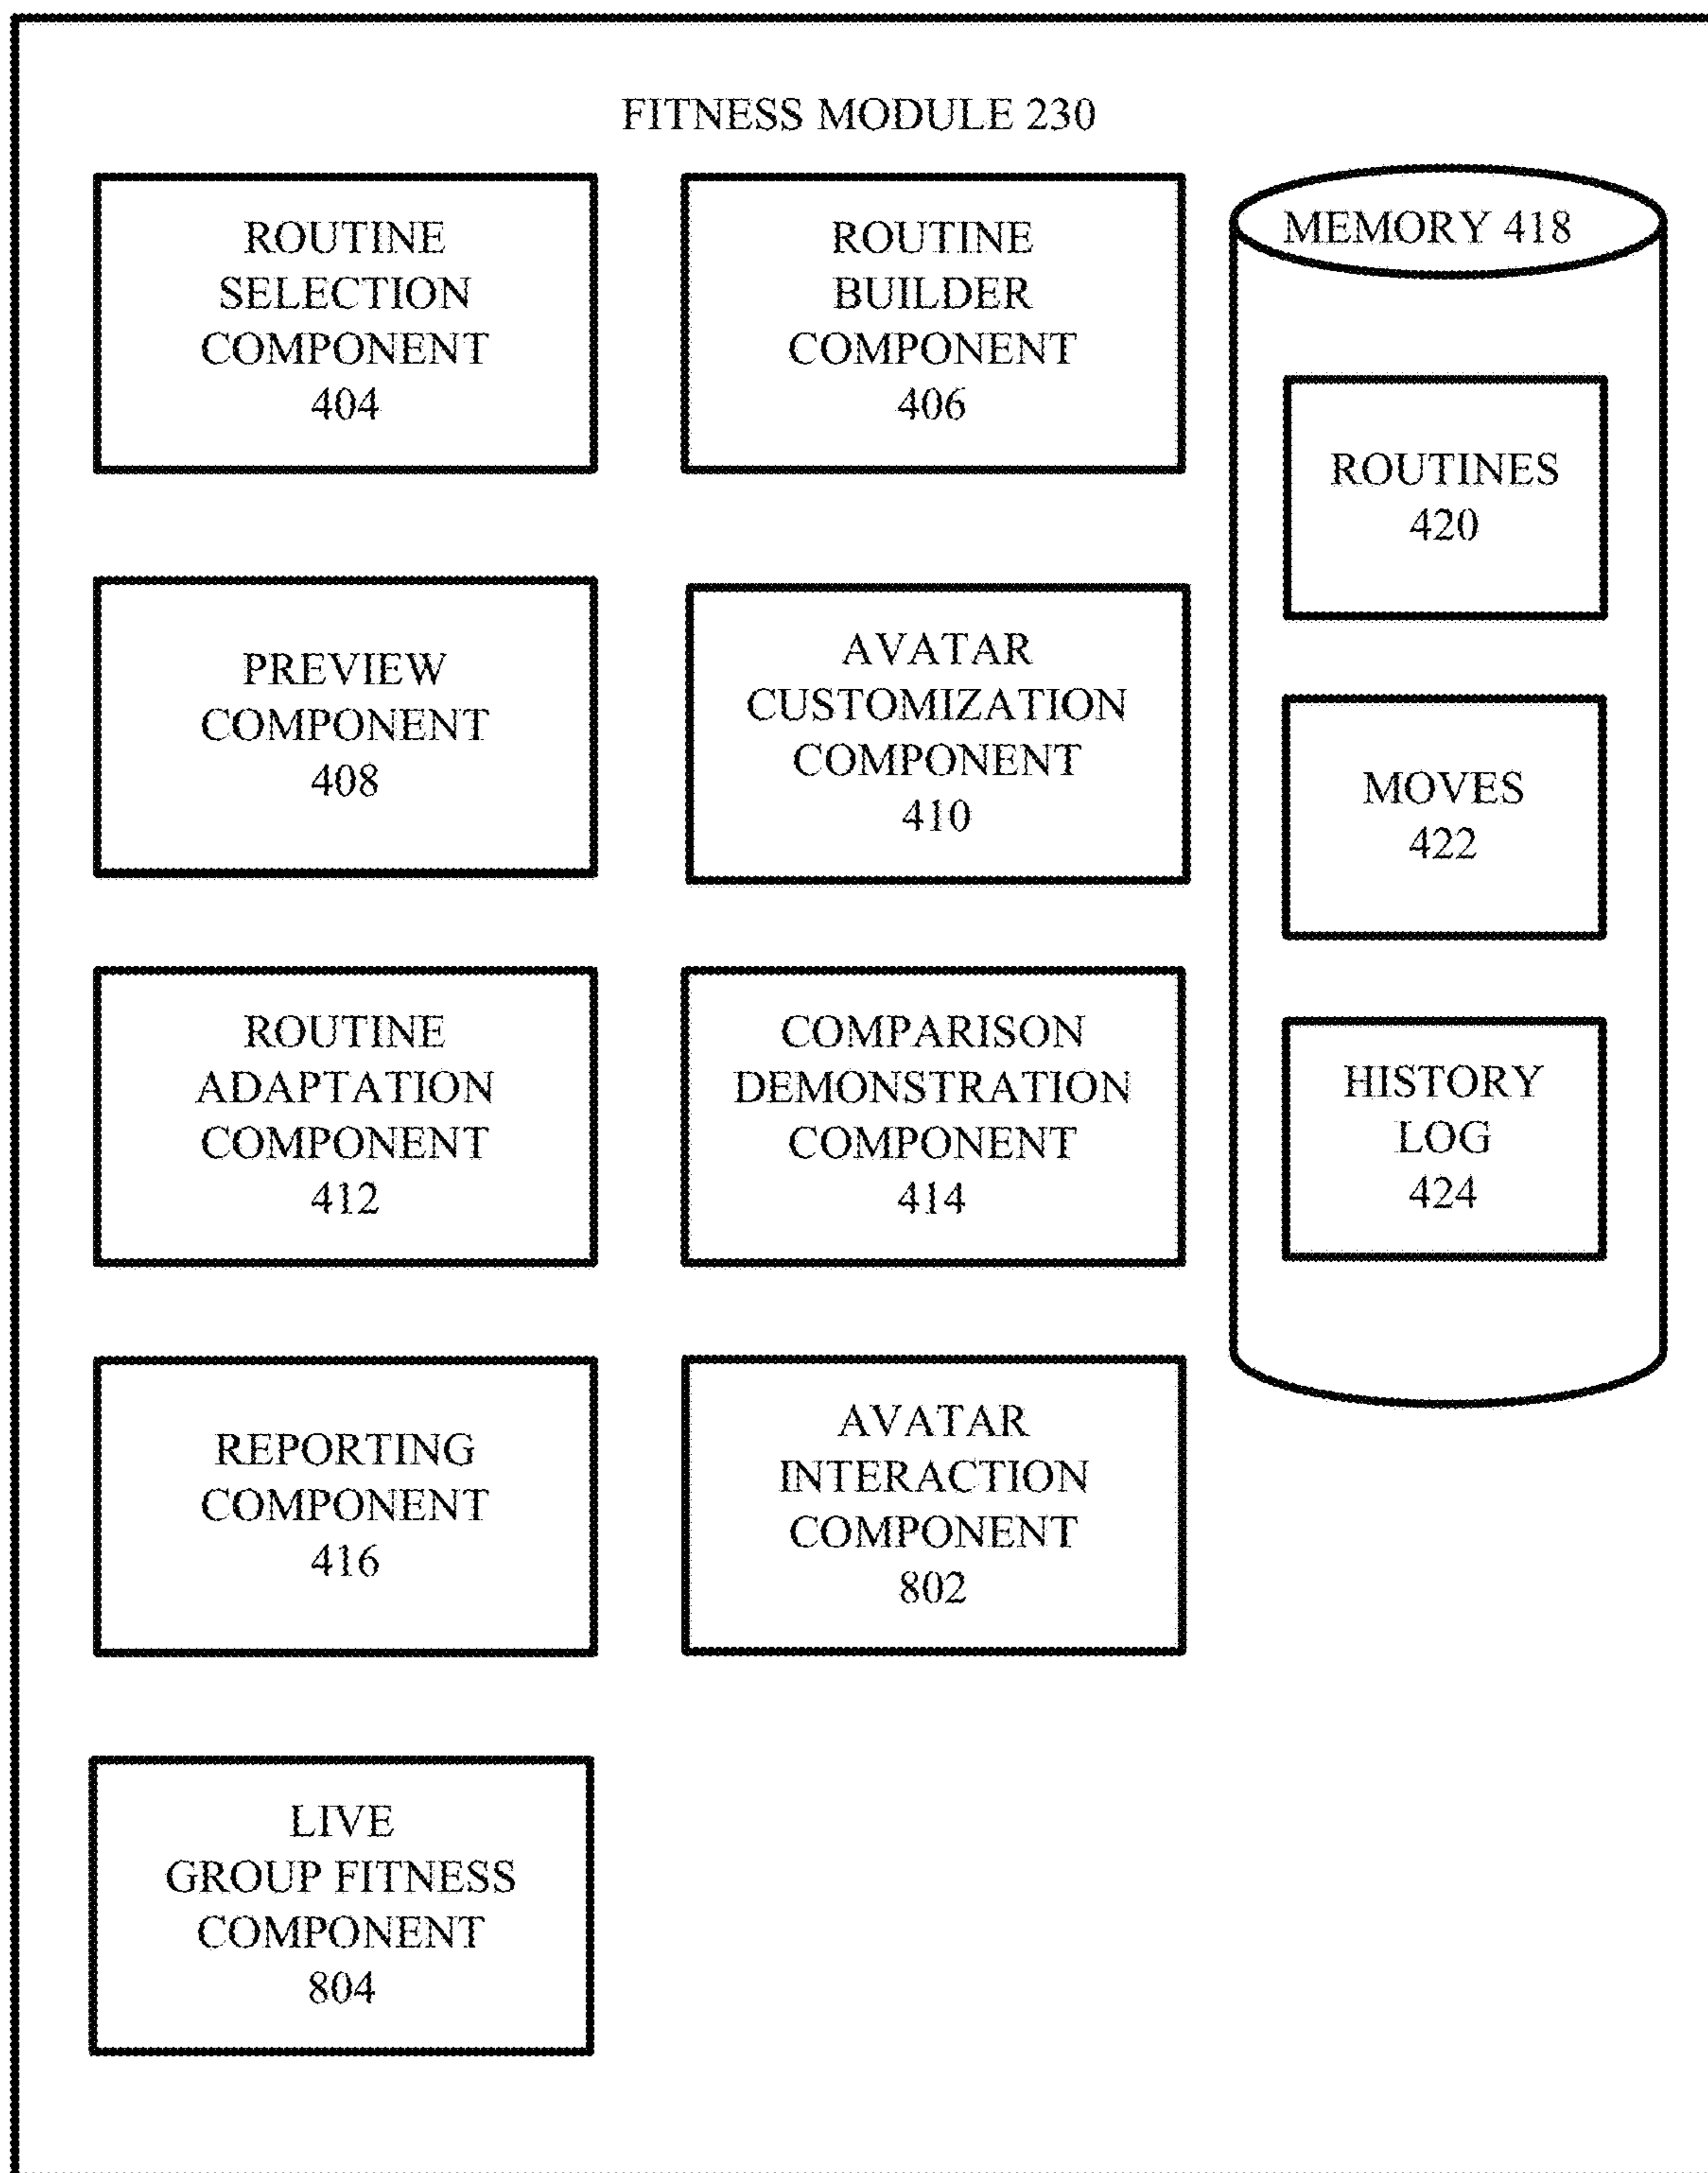 FITNESS MODULE 230
ROUTINE
SELECTION
COMPONENT
404
ROUTINE
BUILDER
COMPONENT
406
MEMORY 418
ROUTINES
420
MOVES
422
HISTORY
LOG
424
PREVIEW
COMPONENT
408
AVATAR
CUSTOMIZATION
COMPONENT
410
ROUTINE
ADAPTATION
COMPONENT
412
COMPARISON
DEMONSTRATION
COMPONENT
414
REPORTING
COMPONENT
416
AVATAR
INTERACTION
COMPONENT
802
LIVE
GROUP FITNESS
COMPONENT
804